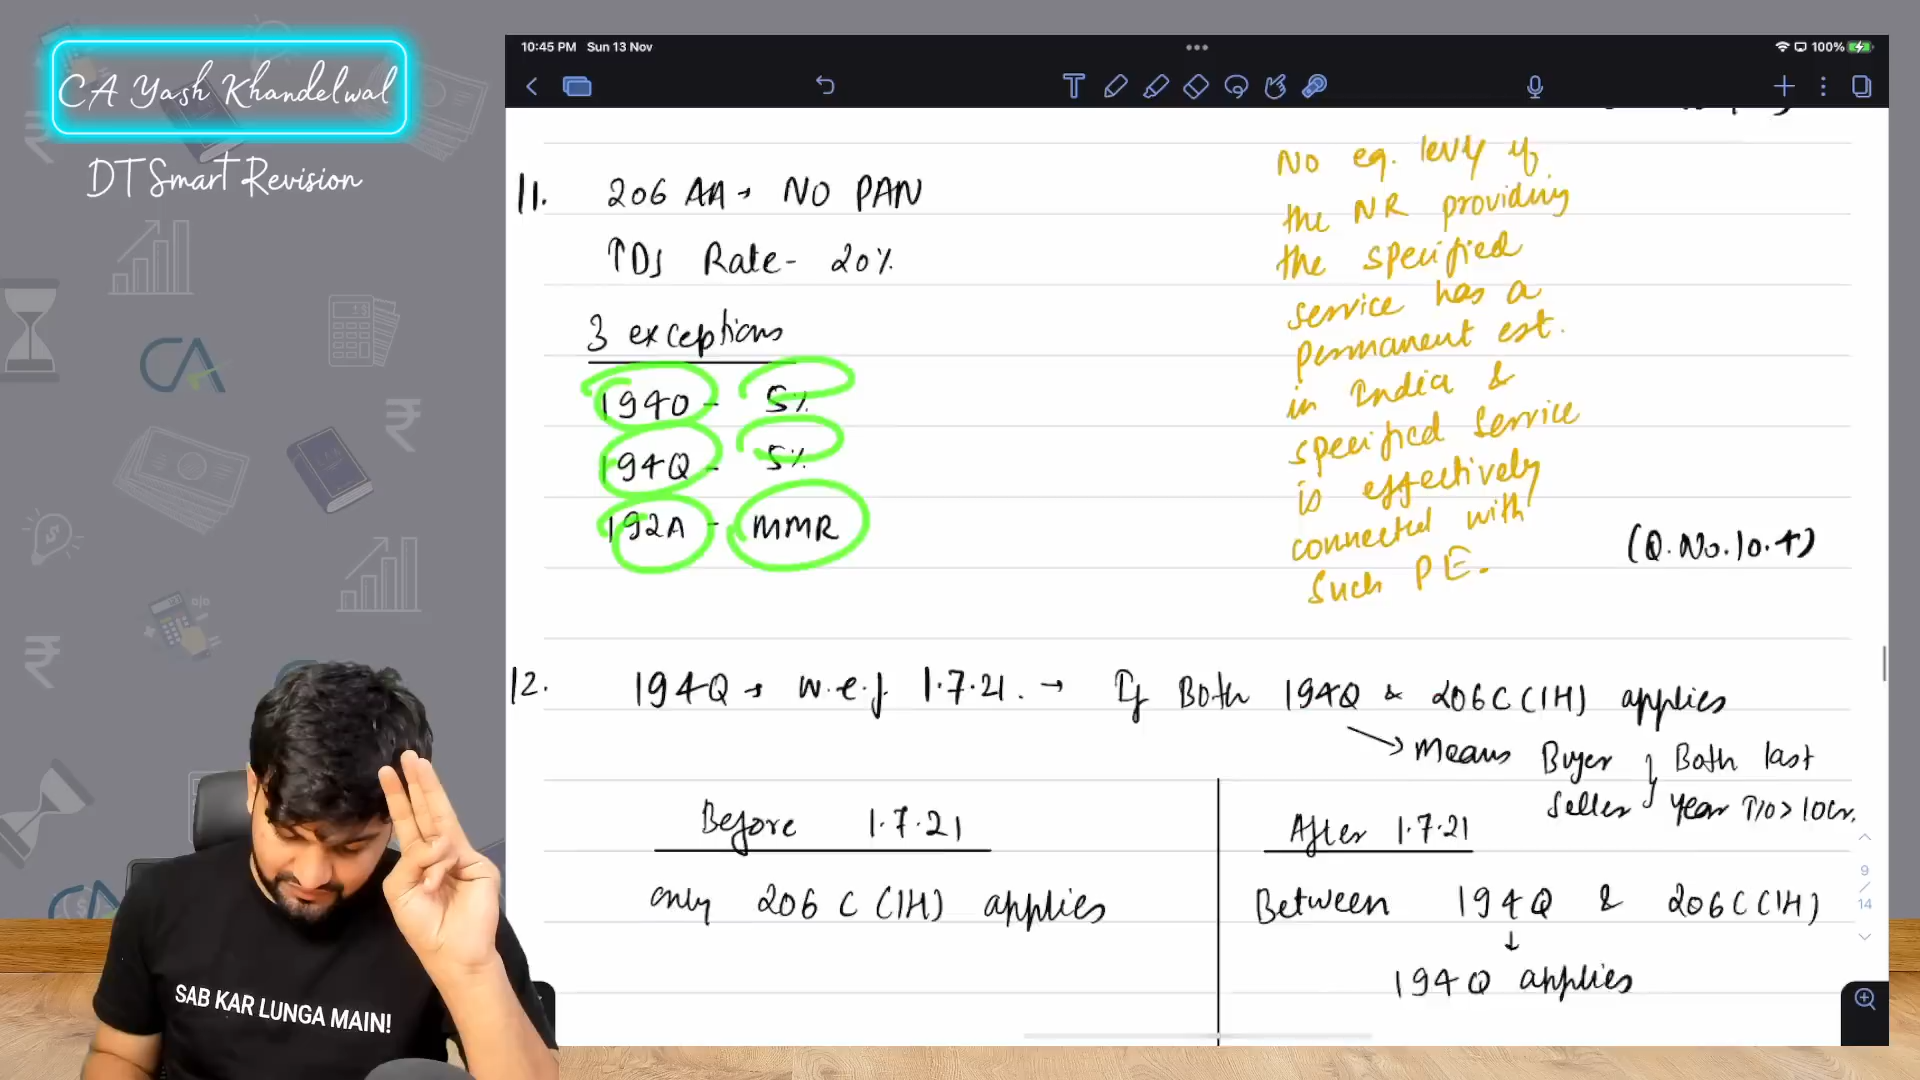 CA Yash Khandelwal
DT Smart Revision
10:45 PM Sun 13 Nov
100%
11. 206 AA → NO PAN
TDS Rate - 20%
3 exceptions
194O - 5%
194Q - 5%
192A - MMR
No eq. levy if
the NR providing
the specified
service has a
permanent est.
in India &
specified service
is effectively
connected with
such PE.
(Q.No.10.4)
12. 194Q → w.e.f 1.7.21. → If Both 194Q & 206C(1H) applies
→ Means Buyer Seller } Both last year T/O > 10cr.
Before 1.7.21
only 206 C (1H) applies
After 1.7.21
Between 194Q & 206C(1H)
↓
194Q applies
9
/
14
SAB KAR LUNGA MAIN!